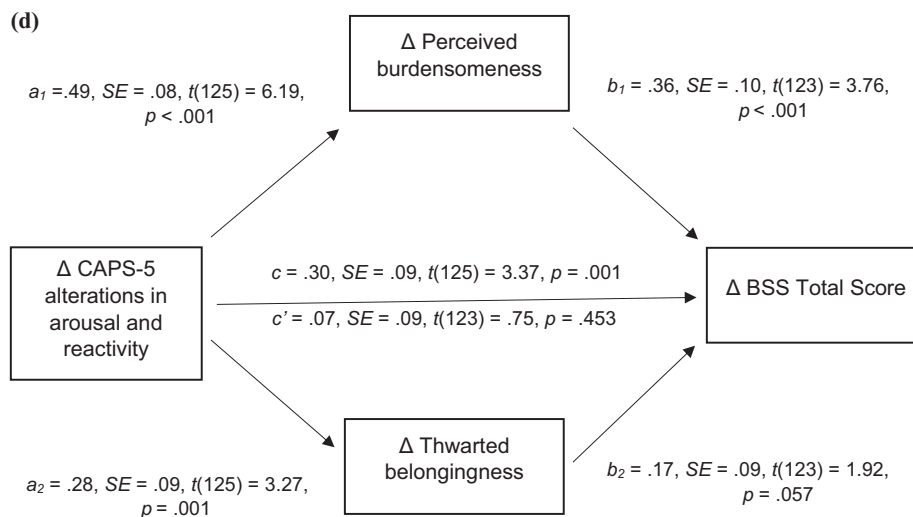 (d)
Δ Perceived
burdensomeness
a1 =.49, SE = .08, t(125) = 6.19,
p < .001
b1 = .36, SE = .10, t(123) = 3.76,
p < .001
Δ CAPS-5
alterations in
arousal and
reactivity
c = .30, SE = .09, t(125) = 3.37, p = .001
c' = .07, SE = .09, t(123) = .75, p = .453
Δ BSS Total Score
Δ Thwarted
belongingness
a2 = .28, SE = .09, t(125) = 3.27,
p = .001
b2 = .17, SE = .09, t(123) = 1.92,
p = .057